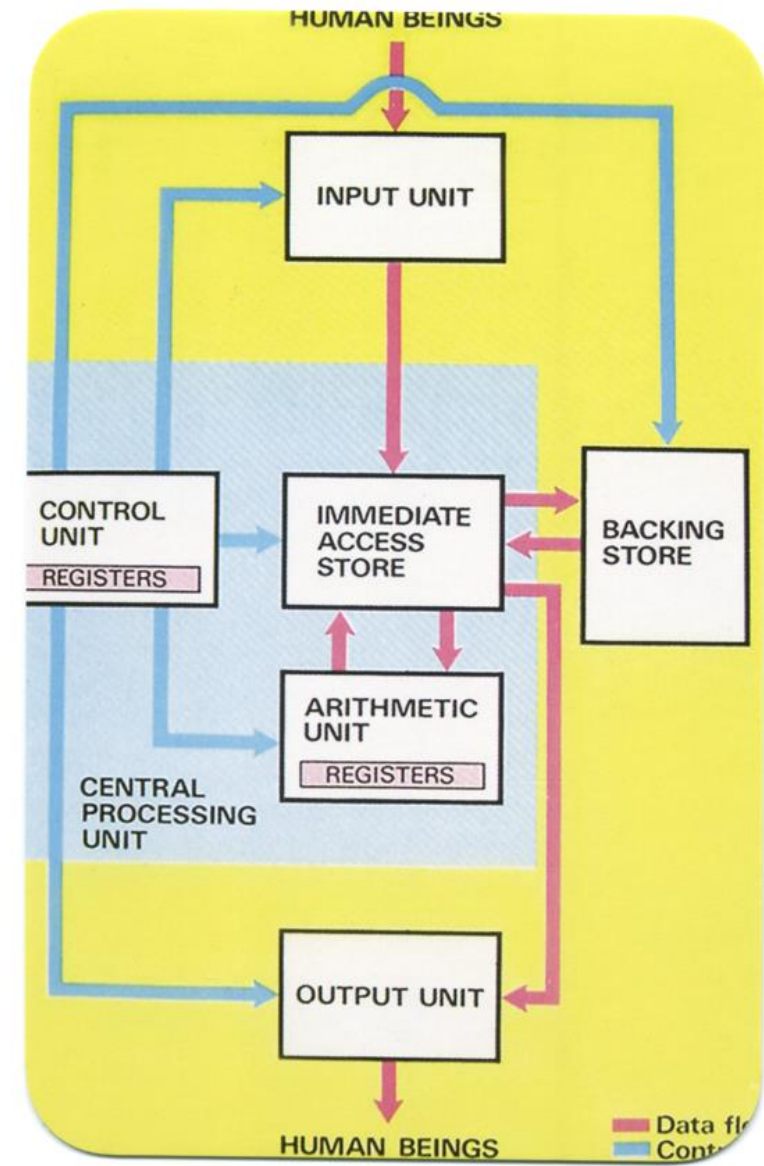 HUMAN BEINGS
INPUT UNIT
CONTROL
UNIT
REGISTERS
IMMEDIATE
ACCESS
STORE
BACKING
STORE
ARITHMETIC
UNIT
REGISTERS
CENTRAL
PROCESSING
UNIT
OUTPUT UNIT
HUMAN BEINGS
Data